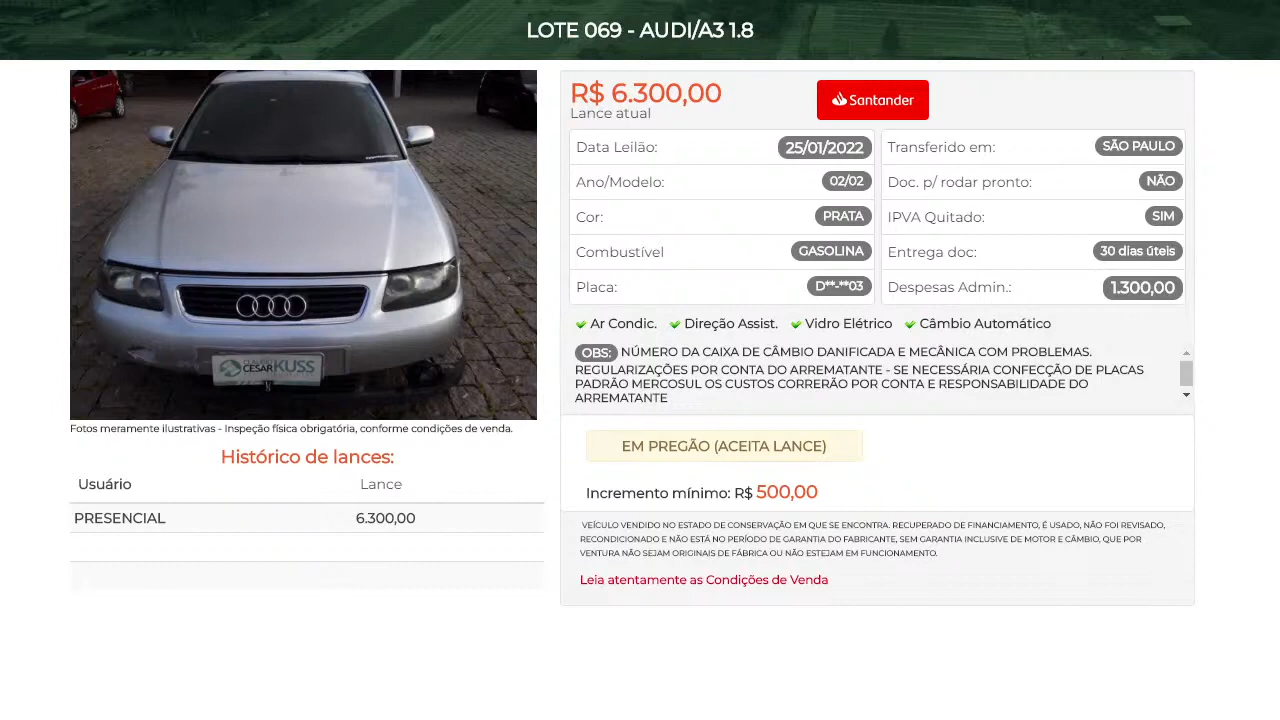 LOTE 069 - AUDI/A3 1.8
CESAR KUSS
Fotos meramente ilustrativas - Inspeção física obrigatória, conforme condições de venda.
Histórico de lances:
Usuário Lance
PRESENCIAL 6.300,00
R$ 6.300,00
Lance atual
Santander
Data Leilão: 25/01/2022
Ano/Modelo: 02/02
Cor: PRATA
Combustível GASOLINA
Placa: D**-**03
Transferido em: SÃO PAULO
Doc. p/ rodar pronto: NÃO
IPVA Quitado: SIM
Entrega doc: 30 dias úteis
Despesas Admin.: 1.300,00
Ar Condic. Direção Assist. Vidro Elétrico Câmbio Automático
OBS: NÚMERO DA CAIXA DE CÂMBIO DANIFICADA E MECÂNICA COM PROBLEMAS.
REGULARIZAÇÕES POR CONTA DO ARREMATANTE - SE NECESSÁRIA CONFECÇÃO DE PLACAS
PADRÃO MERCOSUL OS CUSTOS CORRERÃO POR CONTA E RESPONSABILIDADE DO
ARREMATANTE
EM PREGÃO (ACEITA LANCE)
Incremento mínimo: R$ 500,00
VEÍCULO VENDIDO NO ESTADO DE CONSERVAÇÃO EM QUE SE ENCONTRA. RECUPERADO DE FINANCIAMENTO, É USADO, NÃO FOI REVISADO,
RECONDICIONADO E NÃO ESTÁ NO PERÍODO DE GARANTIA DO FABRICANTE, SEM GARANTIA INCLUSIVE DE MOTOR E CÂMBIO, QUE POR
VENTURA NÃO SEJAM ORIGINAIS DE FÁBRICA OU NÃO ESTEJAM EM FUNCIONAMENTO.
Leia atentamente as Condições de Venda